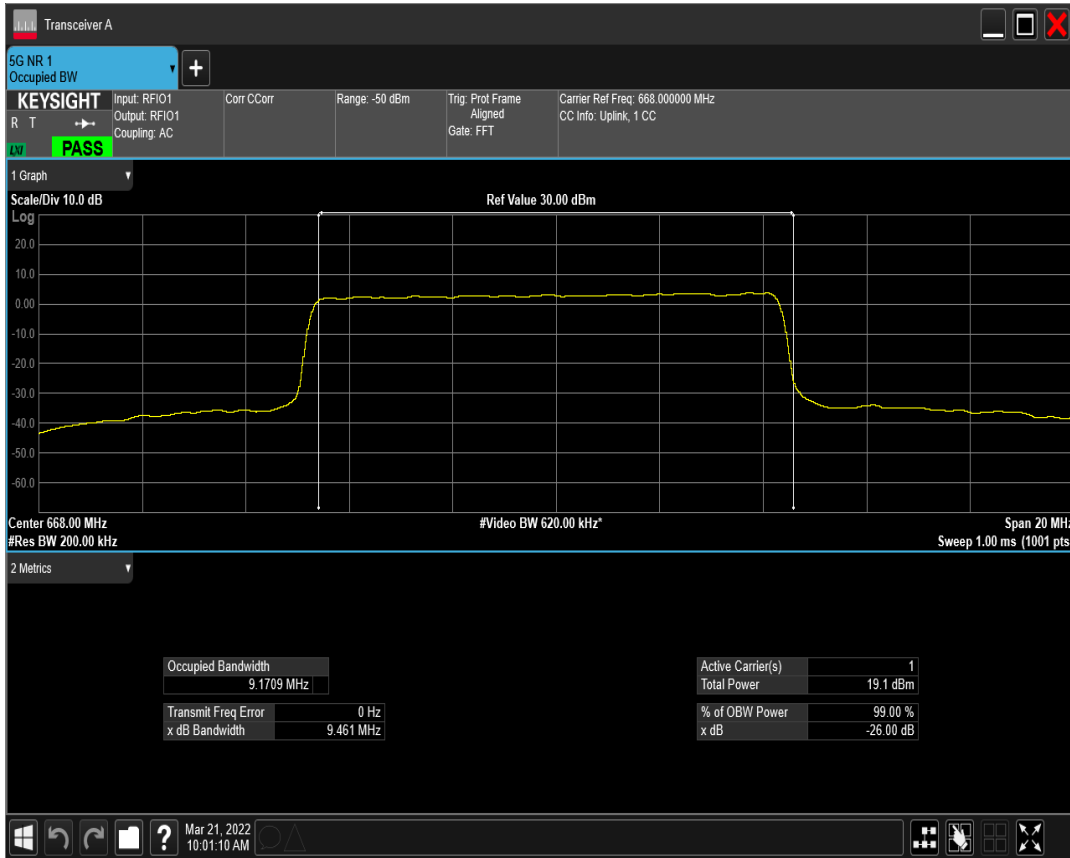 Transceiver A
5G NR 1
Occupied BW
+
KEYSIGHT
R T
LXI
PASS
Input: RFIO1
Output: RFIO1
Coupling: AC
Corr CCorr
Range: -50 dBm
Trig: Prot Frame
Aligned
Gate: FFT
Carrier Ref Freq: 668.000000 MHz
CC Info: Uplink, 1 CC
1 Graph
Scale/Div 10.0 dB
Ref Value 30.00 dBm
Log
20.0
10.0
0.00
-10.0
-20.0
-30.0
-40.0
-50.0
-60.0
Center 668.00 MHz
#Video BW 620.00 kHz*
Span 20 MHz
#Res BW 200.00 kHz
Sweep 1.00 ms (1001 pts
2 Metrics
Occupied Bandwidth
9.1709 MHz
Transmit Freq Error 0 Hz
x dB Bandwidth 9.461 MHz
Active Carrier(s) 1
Total Power 19.1 dBm
% of OBW Power 99.00 %
x dB -26.00 dB
?
Mar 21, 2022
10:01:10 AM